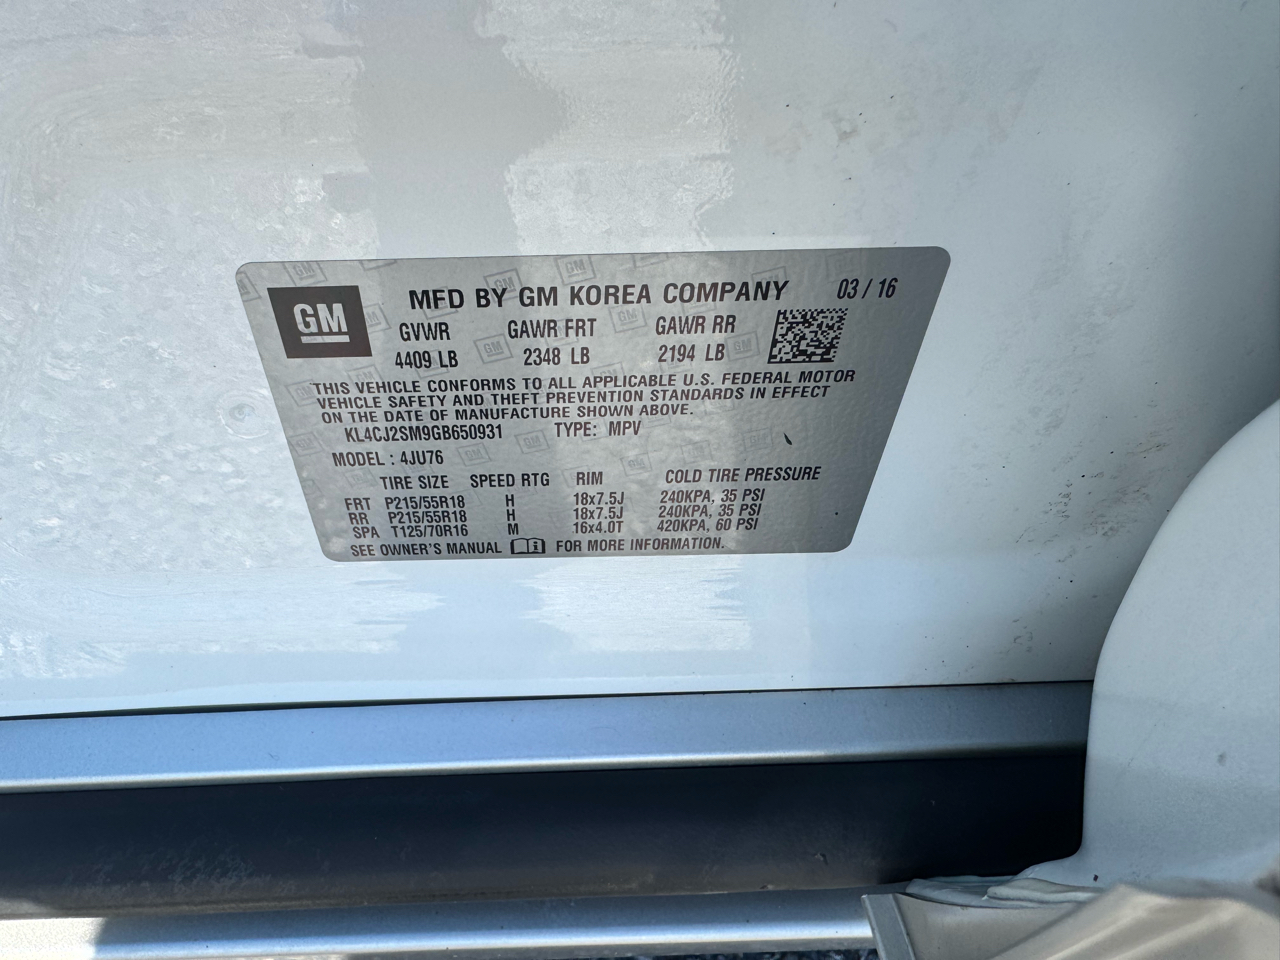 GM
MFD BY GM KOREA COMPANY 03 / 16
GVWR GAWR FRT GAWR RR
4409 LB 2348 LB 2194 LB
THIS VEHICLE CONFORMS TO ALL APPLICABLE U.S. FEDERAL MOTOR
VEHICLE SAFETY AND THEFT PREVENTION STANDARDS IN EFFECT
ON THE DATE OF MANUFACTURE SHOWN ABOVE.
KL4CJ2SM9GB650931 TYPE: MPV
MODEL : 4JU76
TIRE SIZE SPEED RTG RIM COLD TIRE PRESSURE
FRT P215/55R18 H 18x7.5J 240KPA, 35 PSI
RR P215/55R18 H 18x7.5J 240KPA, 35 PSI
SPA T125/70R16 M 16x4.0T 420KPA, 60 PSI
SEE OWNER'S MANUAL FOR MORE INFORMATION.